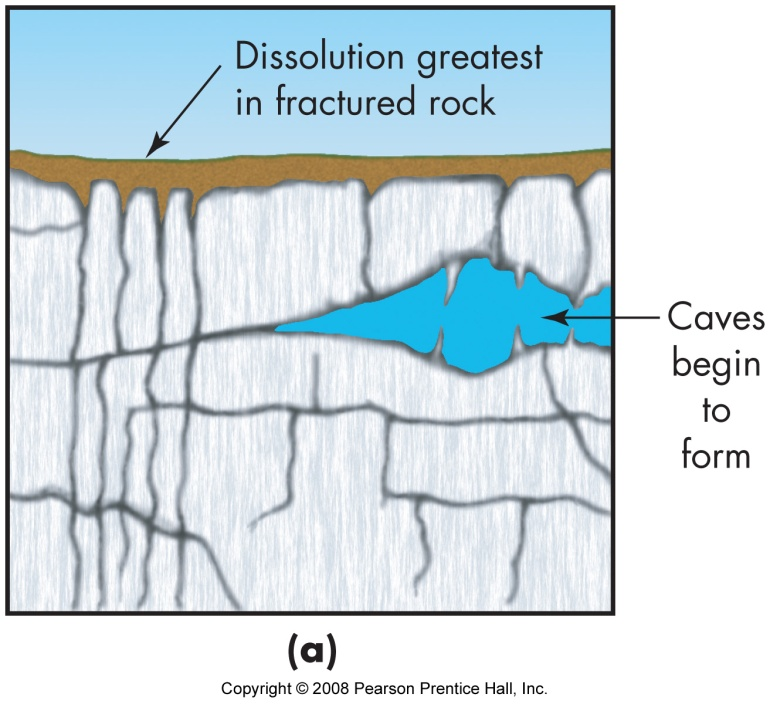 Dissolution greatest
in fractured rock
Caves
begin
to
form
(a)
Copyright © 2008 Pearson Prentice Hall, Inc.